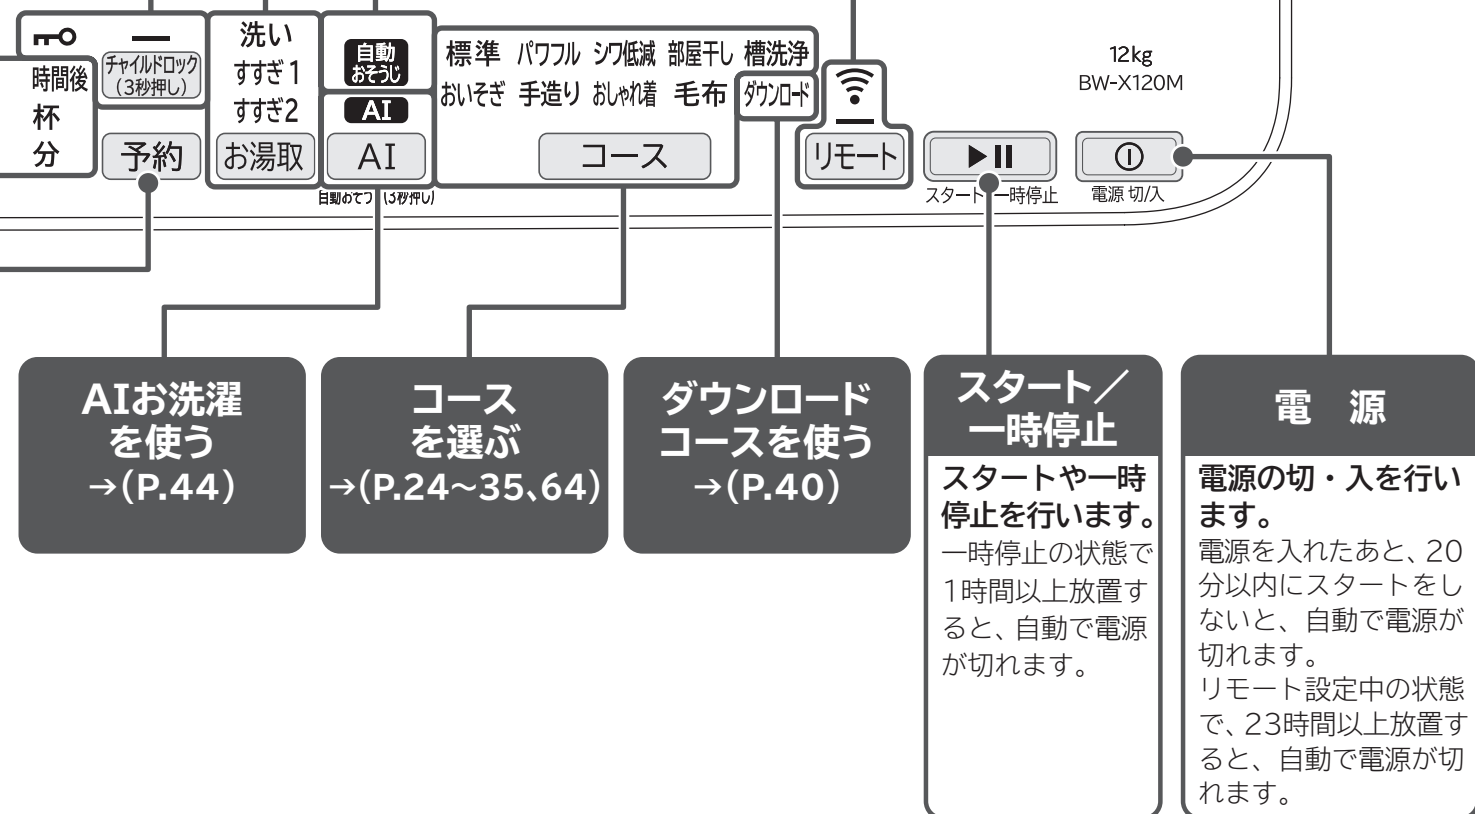 洗い
すすぎ1
すすぎ2
お湯取
時間後
杯
分
チャイルドロック
(3秒押し)
予約
自動
おそうじ
AI
AI
自動おそうじ(3秒押し)
標準 パワフル シワ低減 部屋干し 槽洗浄
おいそぎ 手造り おしゃれ着 毛布 ダウンロード
コース
リモート
12kg
BW-X120M
スタート/一時停止
電源 切/入
AIお洗濯
を使う
→(P.44)
コース
を選ぶ
→(P.24~35、64)
ダウンロード
コースを使う
→(P.40)
スタート/
一時停止
スタートや一時
停止を行います。
一時停止の状態で
1時間以上放置す
ると、自動で電源
が切れます。
電 源
電源の切・入を行い
ます。
電源を入れたあと、20
分以内にスタートをし
ないと、自動で電源が
切れます。
リモート設定中の状態
で、23時間以上放置す
ると、自動で電源が切
れます。